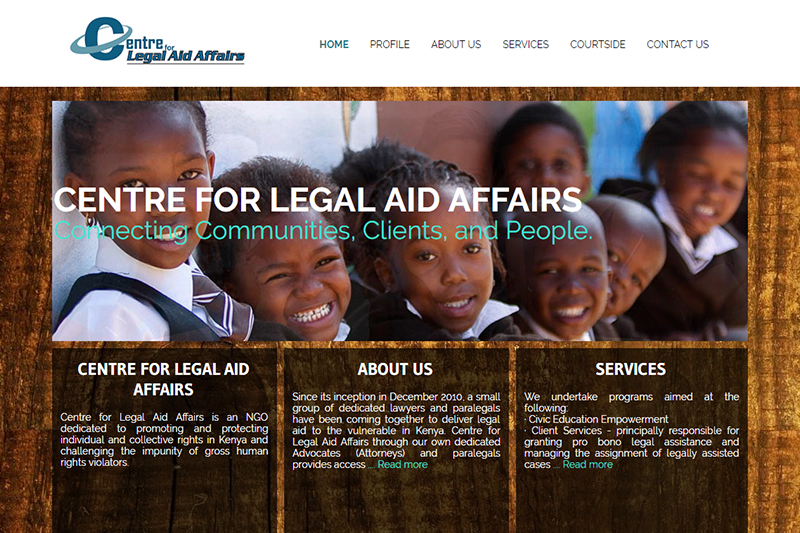 Centre for
Legal Aid Affairs
HOME PROFILE ABOUT US SERVICES COURTSIDE CONTACT US
CENTRE FOR LEGAL AID AFFAIRS
Connecting Communities, Clients, and People.
CENTRE FOR LEGAL AID
AFFAIRS
Centre for Legal Aid Affairs is an NGO
dedicated to promoting and protecting
individual and collective rights in Kenya and
challenging the impunity of gross human
rights violators.
ABOUT US
Since its inception in December 2010, a small
group of dedicated lawyers and paralegals
have been coming together to deliver legal
aid to the vulnerable in Kenya. Centre for
Legal Aid Affairs through our own dedicated
Advocates (Attorneys) and paralegals
provides access ... Read more
SERVICES
We undertake programs aimed at the
following:
· Civic Education Empowerment
· Client Services - principally responsible for
granting pro bono legal assistance and
managing the assignment of legally assisted
cases ... Read more